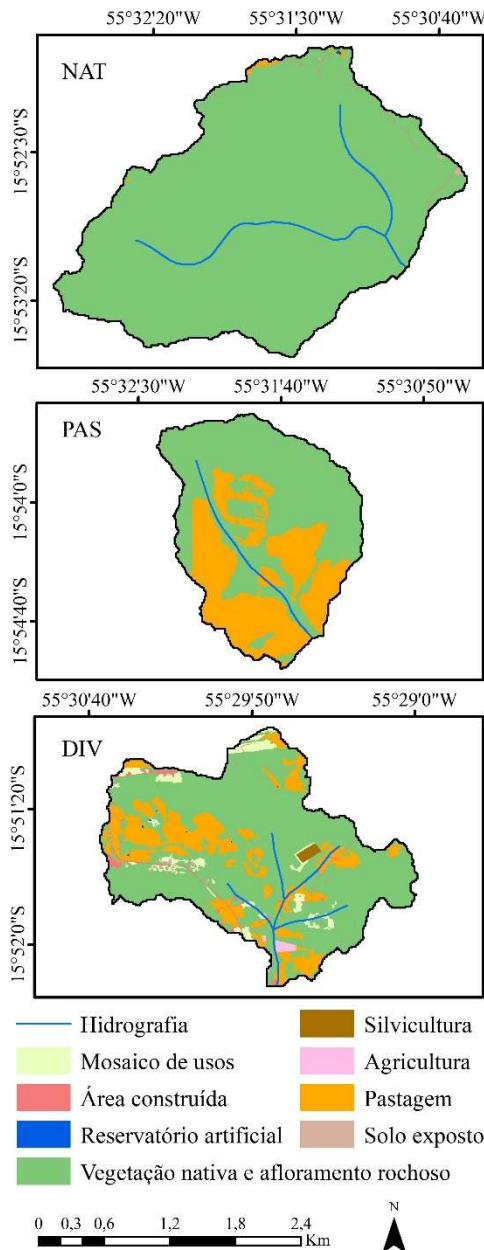 55°32'20"W 55°31'30"W 55°30'40"W
NAT
15°52'30"S
15°53'20"S
55°32'30"W 55°31'40"W 55°30'50"W
PAS
15°54'0"S
15°54'40"S
55°30'40"W 55°29'50"W 55°29'0"W
DIV
15°51'20"S
15°52'0"S
Hidrografia Silvicultura
Mosaico de usos Agricultura
Área construída Pastagem
Reservatório artificial Solo exposto
Vegetação nativa e afloramento rochoso
N
0 0,3 0,6 1,2 1,8 2,4
Km